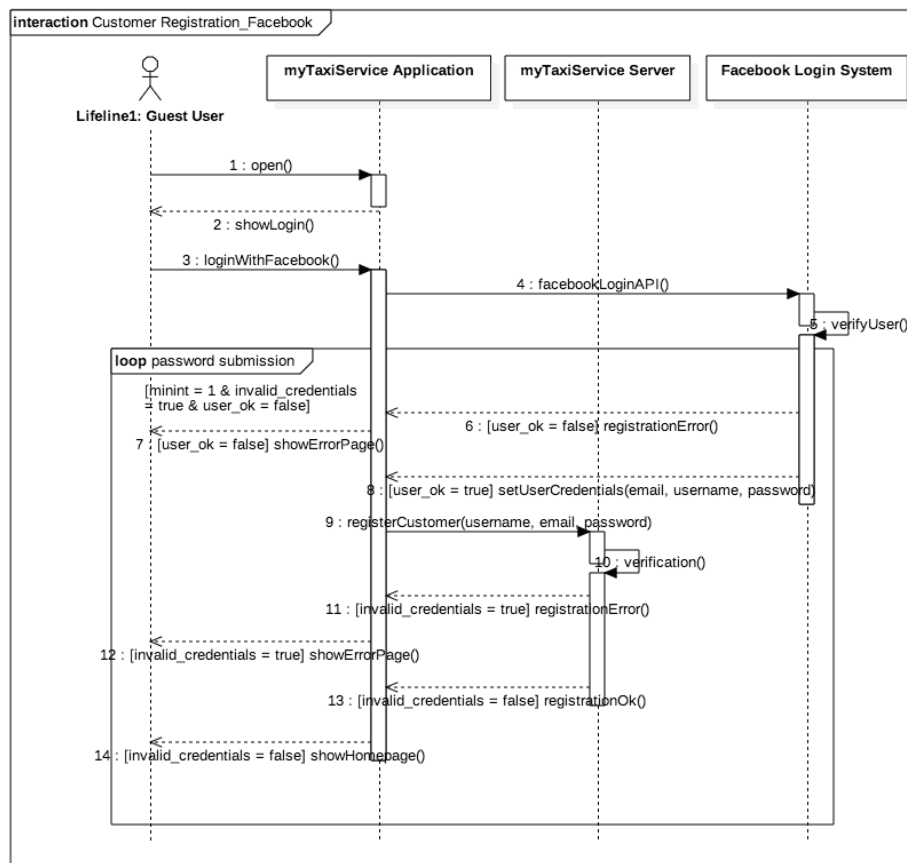 interaction Customer Registration_Facebook
myTaxiService Application
myTaxiService Server
Facebook Login System
Lifeline1: Guest User
1 : open()
2 : showLogin()
3 : loginWithFacebook()
4 : facebookLoginAPI()
5 : verifyUser()
loop password submission
[minint = 1 & invalid_credentials
= true & user_ok = false]
6 : [user_ok = false] registrationError()
7 : [user_ok = false] showErrorPage()
8 : [user_ok = true] setUserCredentials(email, username, password)
9 : registerCustomer(username, email, password)
10 : verification()
11 : [invalid_credentials = true] registrationError()
12 : [invalid_credentials = true] showErrorPage()
13 : [invalid_credentials = false] registrationOk()
14 : [invalid_credentials = false] showHomepage()